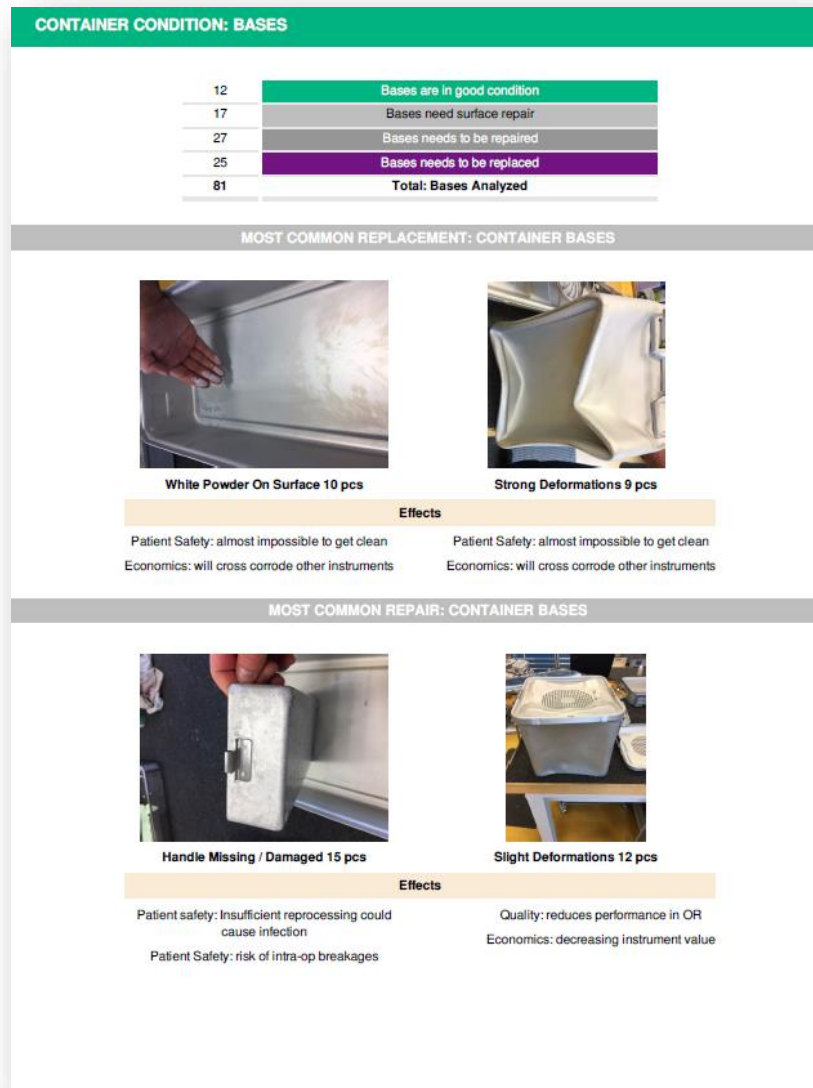 CONTAINER CONDITION: BASES
12 Bases are in good condition
17 Bases need surface repair
27 Bases needs to be repaired
25 Bases needs to be replaced
81 Total: Bases Analyzed
MOST COMMON REPLACEMENT: CONTAINER BASES
White Powder On Surface 10 pcs
Strong Deformations 9 pcs
Effects
Patient Safety: almost impossible to get clean
Economics: will cross corrode other instruments
Patient Safety: almost impossible to get clean
Economics: will cross corrode other instruments
MOST COMMON REPAIR: CONTAINER BASES
Handle Missing / Damaged 15 pcs
Slight Deformations 12 pcs
Effects
Patient safety: Insufficient reprocessing could
cause infection
Patient Safety: risk of intra-op breakages
Quality: reduces performance in OR
Economics: decreasing instrument value